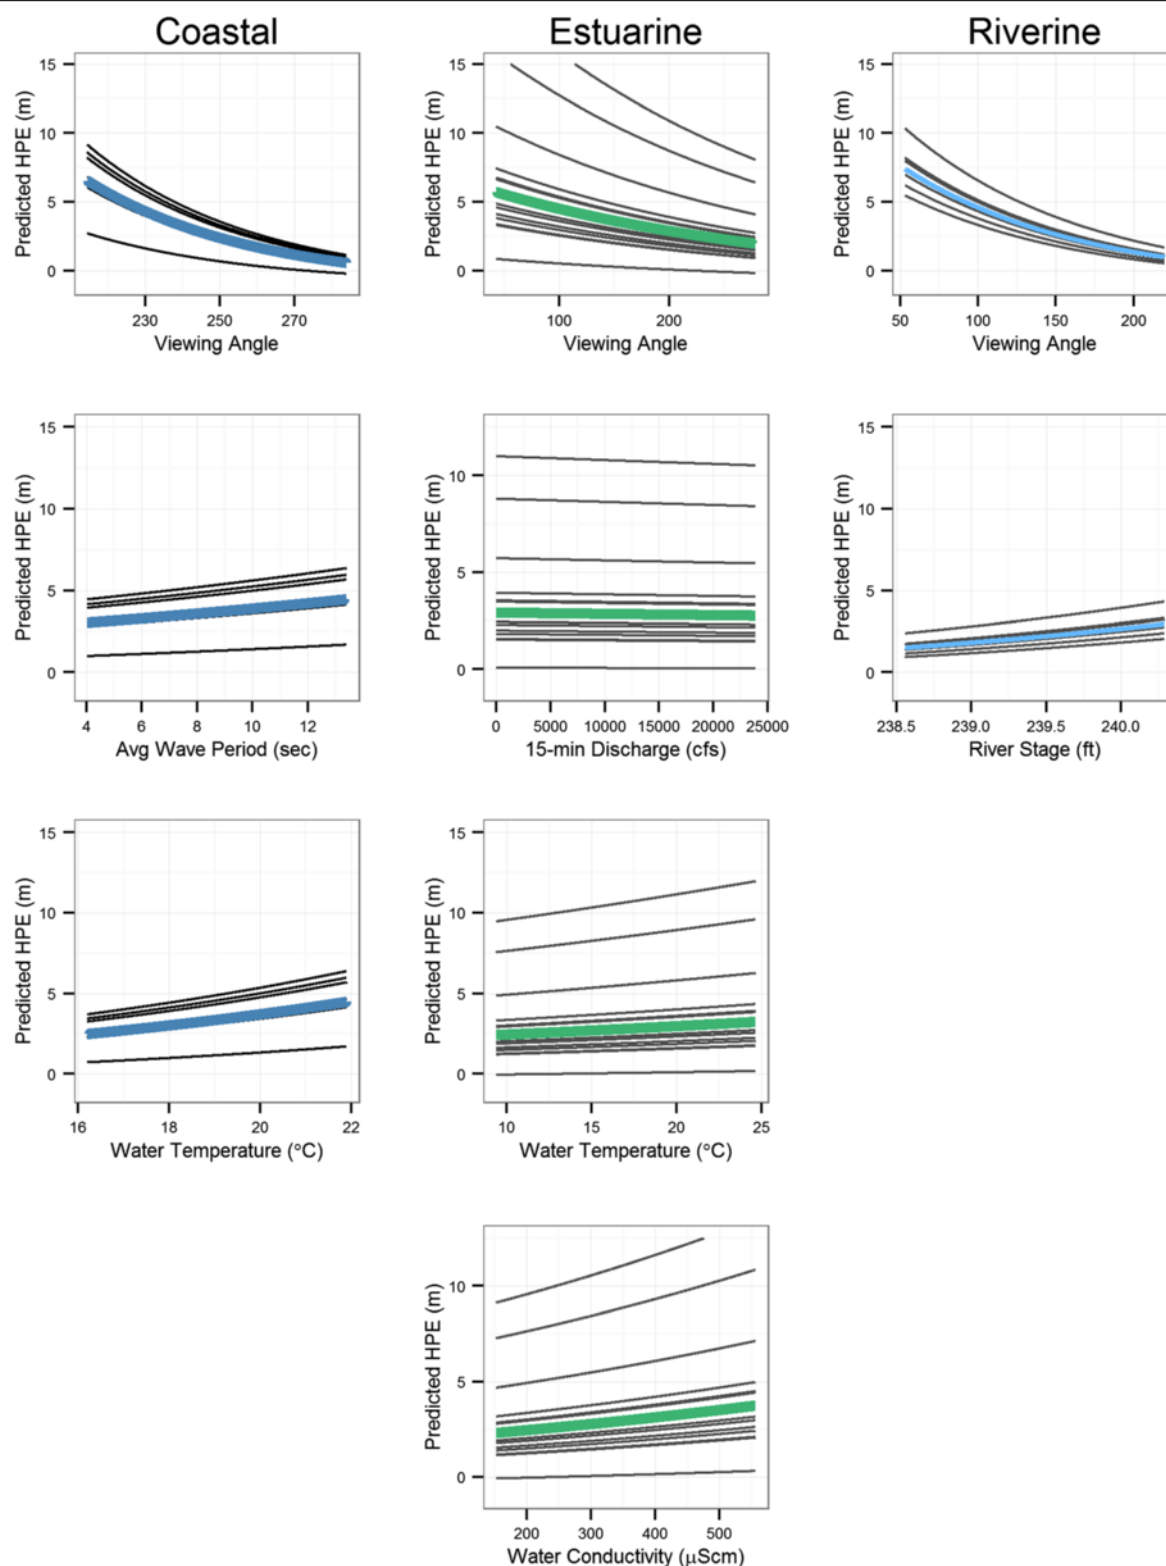 Coastal Estuarine Riverine
Predicted HPE (m)
15
10
5
0
230 250 270
Viewing Angle
Predicted HPE (m)
15
10
5
0
100 200
Viewing Angle
Predicted HPE (m)
15
10
5
0
50 100 150 200
Viewing Angle
Predicted HPE (m)
15
10
5
0
4 6 8 10 12
Avg Wave Period (sec)
Predicted HPE (m)
10
5
0
0 5000 10000 15000 20000 25000
15-min Discharge (cfs)
Predicted HPE (m)
15
10
5
0
238.5 239.0 239.5 240.0
River Stage (ft)
Predicted HPE (m)
15
10
5
0
16 18 20 22
Water Temperature (°C)
Predicted HPE (m)
15
10
5
0
10 15 20 25
Water Temperature (°C)
Predicted HPE (m)
10
5
0
200 300 400 500
Water Conductivity (μScm)